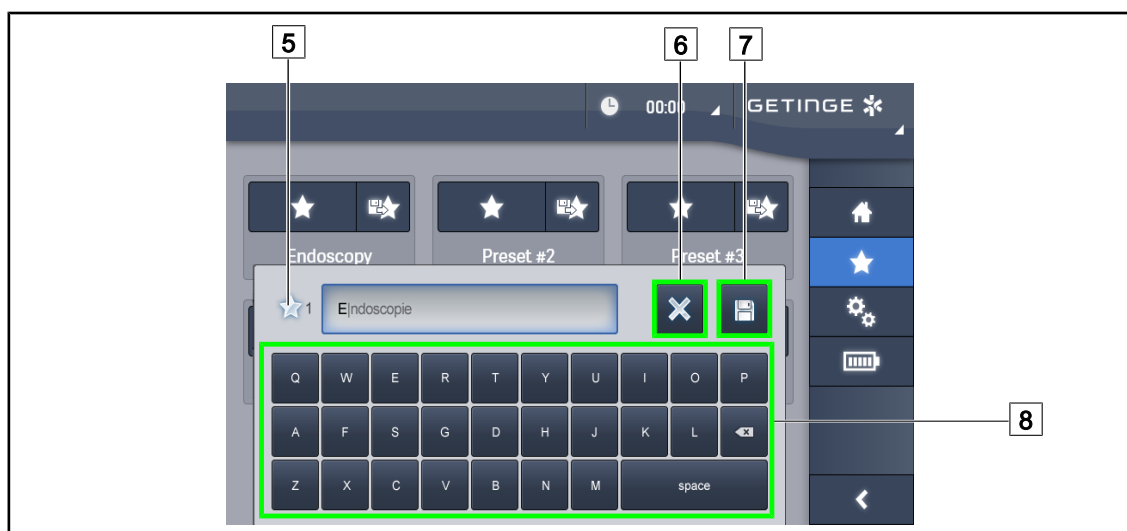 5 6 7
00:00 GETINGE
Endoscopy Preset #2 Preset #3
1 Endoscopie
Q W E R T Y U I O P
8
A F S G D H J K L
Z X C V B N M space